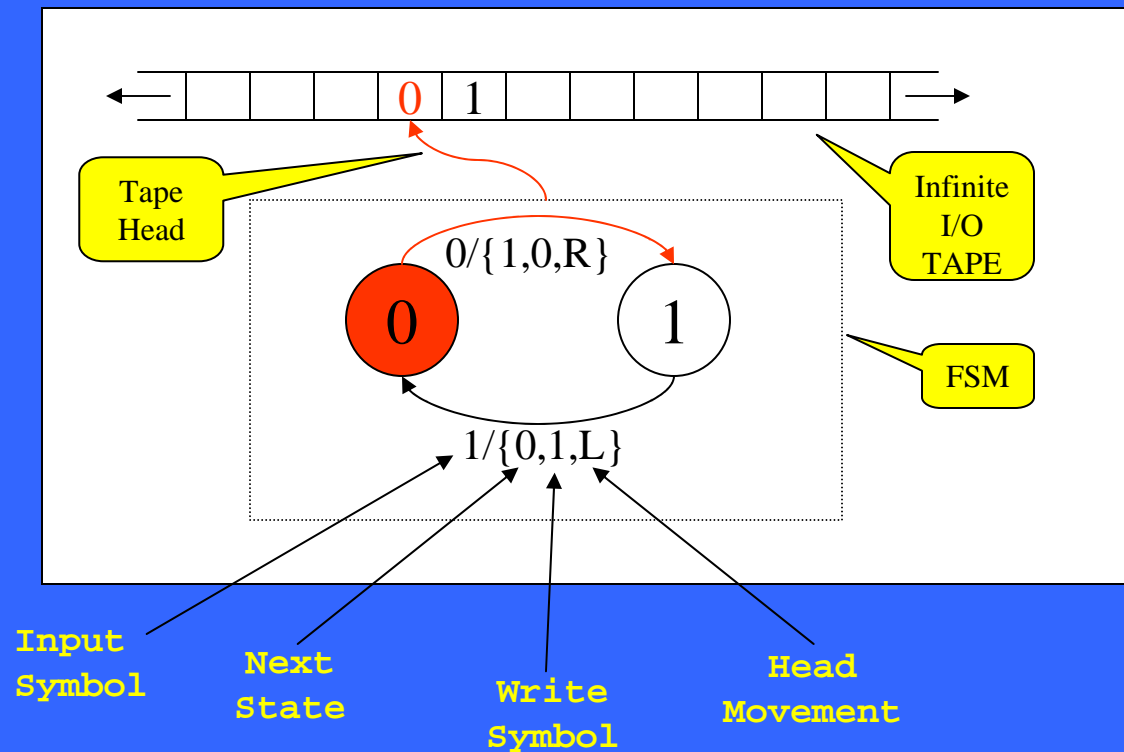 0 1
Tape
Head
Infinite
I/O
TAPE
0/{1,0,R}
0
1
FSM
1/{0,1,L}
Input
Symbol
Next
State
Write
Symbol
Head
Movement